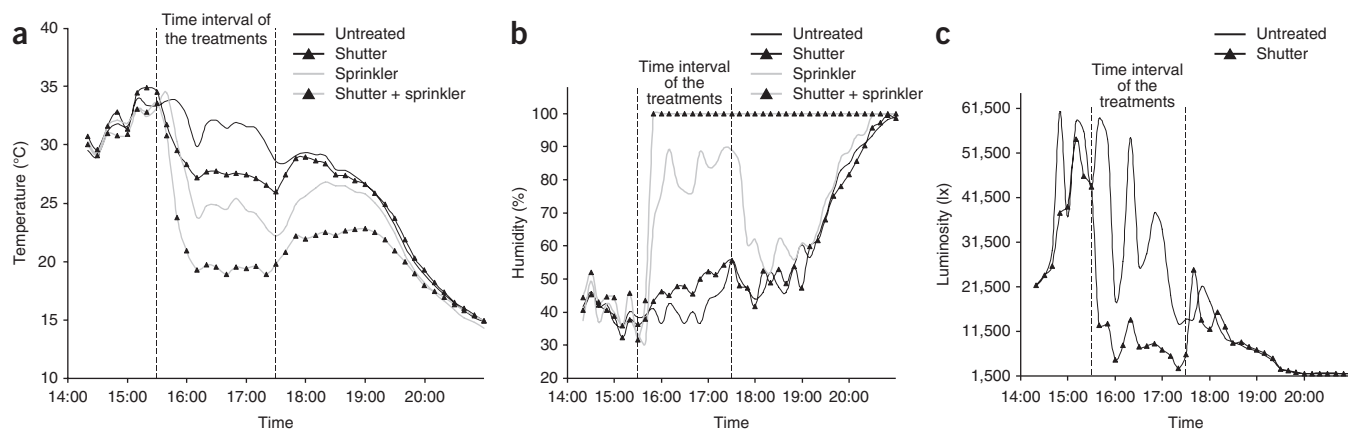 a
Time interval of
the treatments
Untreated
Shutter
Sprinkler
Shutter + sprinkler
Temperature (°C)
40
35
30
25
20
15
10
14:00 15:00 16:00 17:00 18:00 19:00 20:00
Time
b
Untreated
Shutter
Sprinkler
Shutter + sprinkler
Time interval
of the
treatments
Humidity (%)
100
90
80
70
60
50
40
30
20
14:00 15:00 16:00 17:00 18:00 19:00 20:00
Time
c
Untreated
Shutter
Time interval
of the
treatments
Luminosity (lx)
61,500
51,500
41,500
31,500
21,500
11,500
1,500
14:00 15:00 16:00 17:00 18:00 19:00 20:00
Time